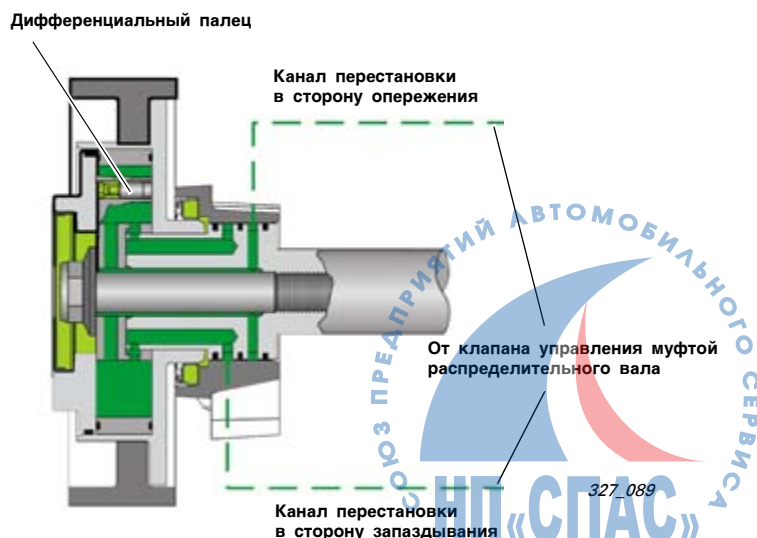 Дифференциальный палец
Канал перестановки
в сторону опережения
От клапана управления муфтой
распределительного вала
Канал перестановки
в сторону запаздывания
327_089
СОЮЗ ПРЕДПРИЯТИЙ АВТОМОБИЛЬНОГО СЕРВИСА
НП «СПАС»